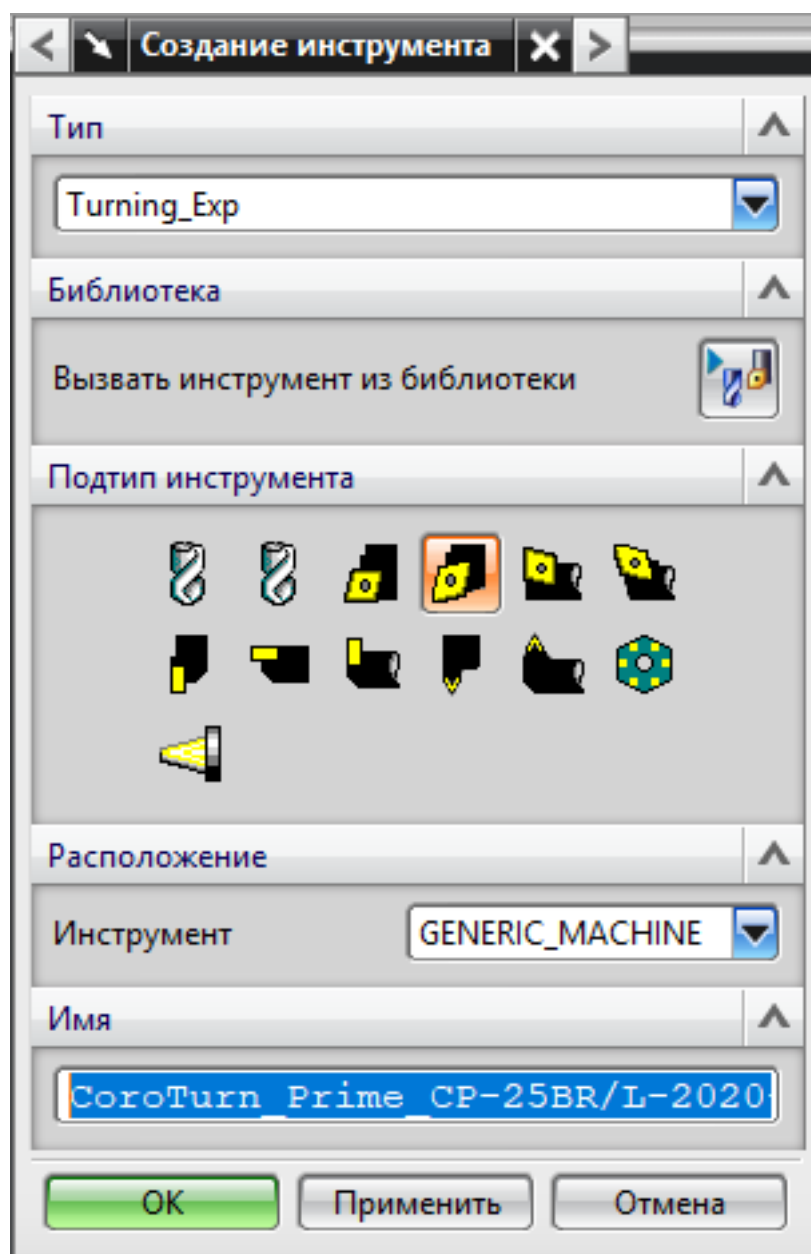 Создание инструмента
Тип
Turning_Exp
Библиотека
Вызвать инструмент из библиотеки
Подтип инструмента
Расположение
Инструмент GENERIC_MACHINE
Имя
CoroTurn_Prime_CP-25BR/L-2020-
OK Применить Отмена